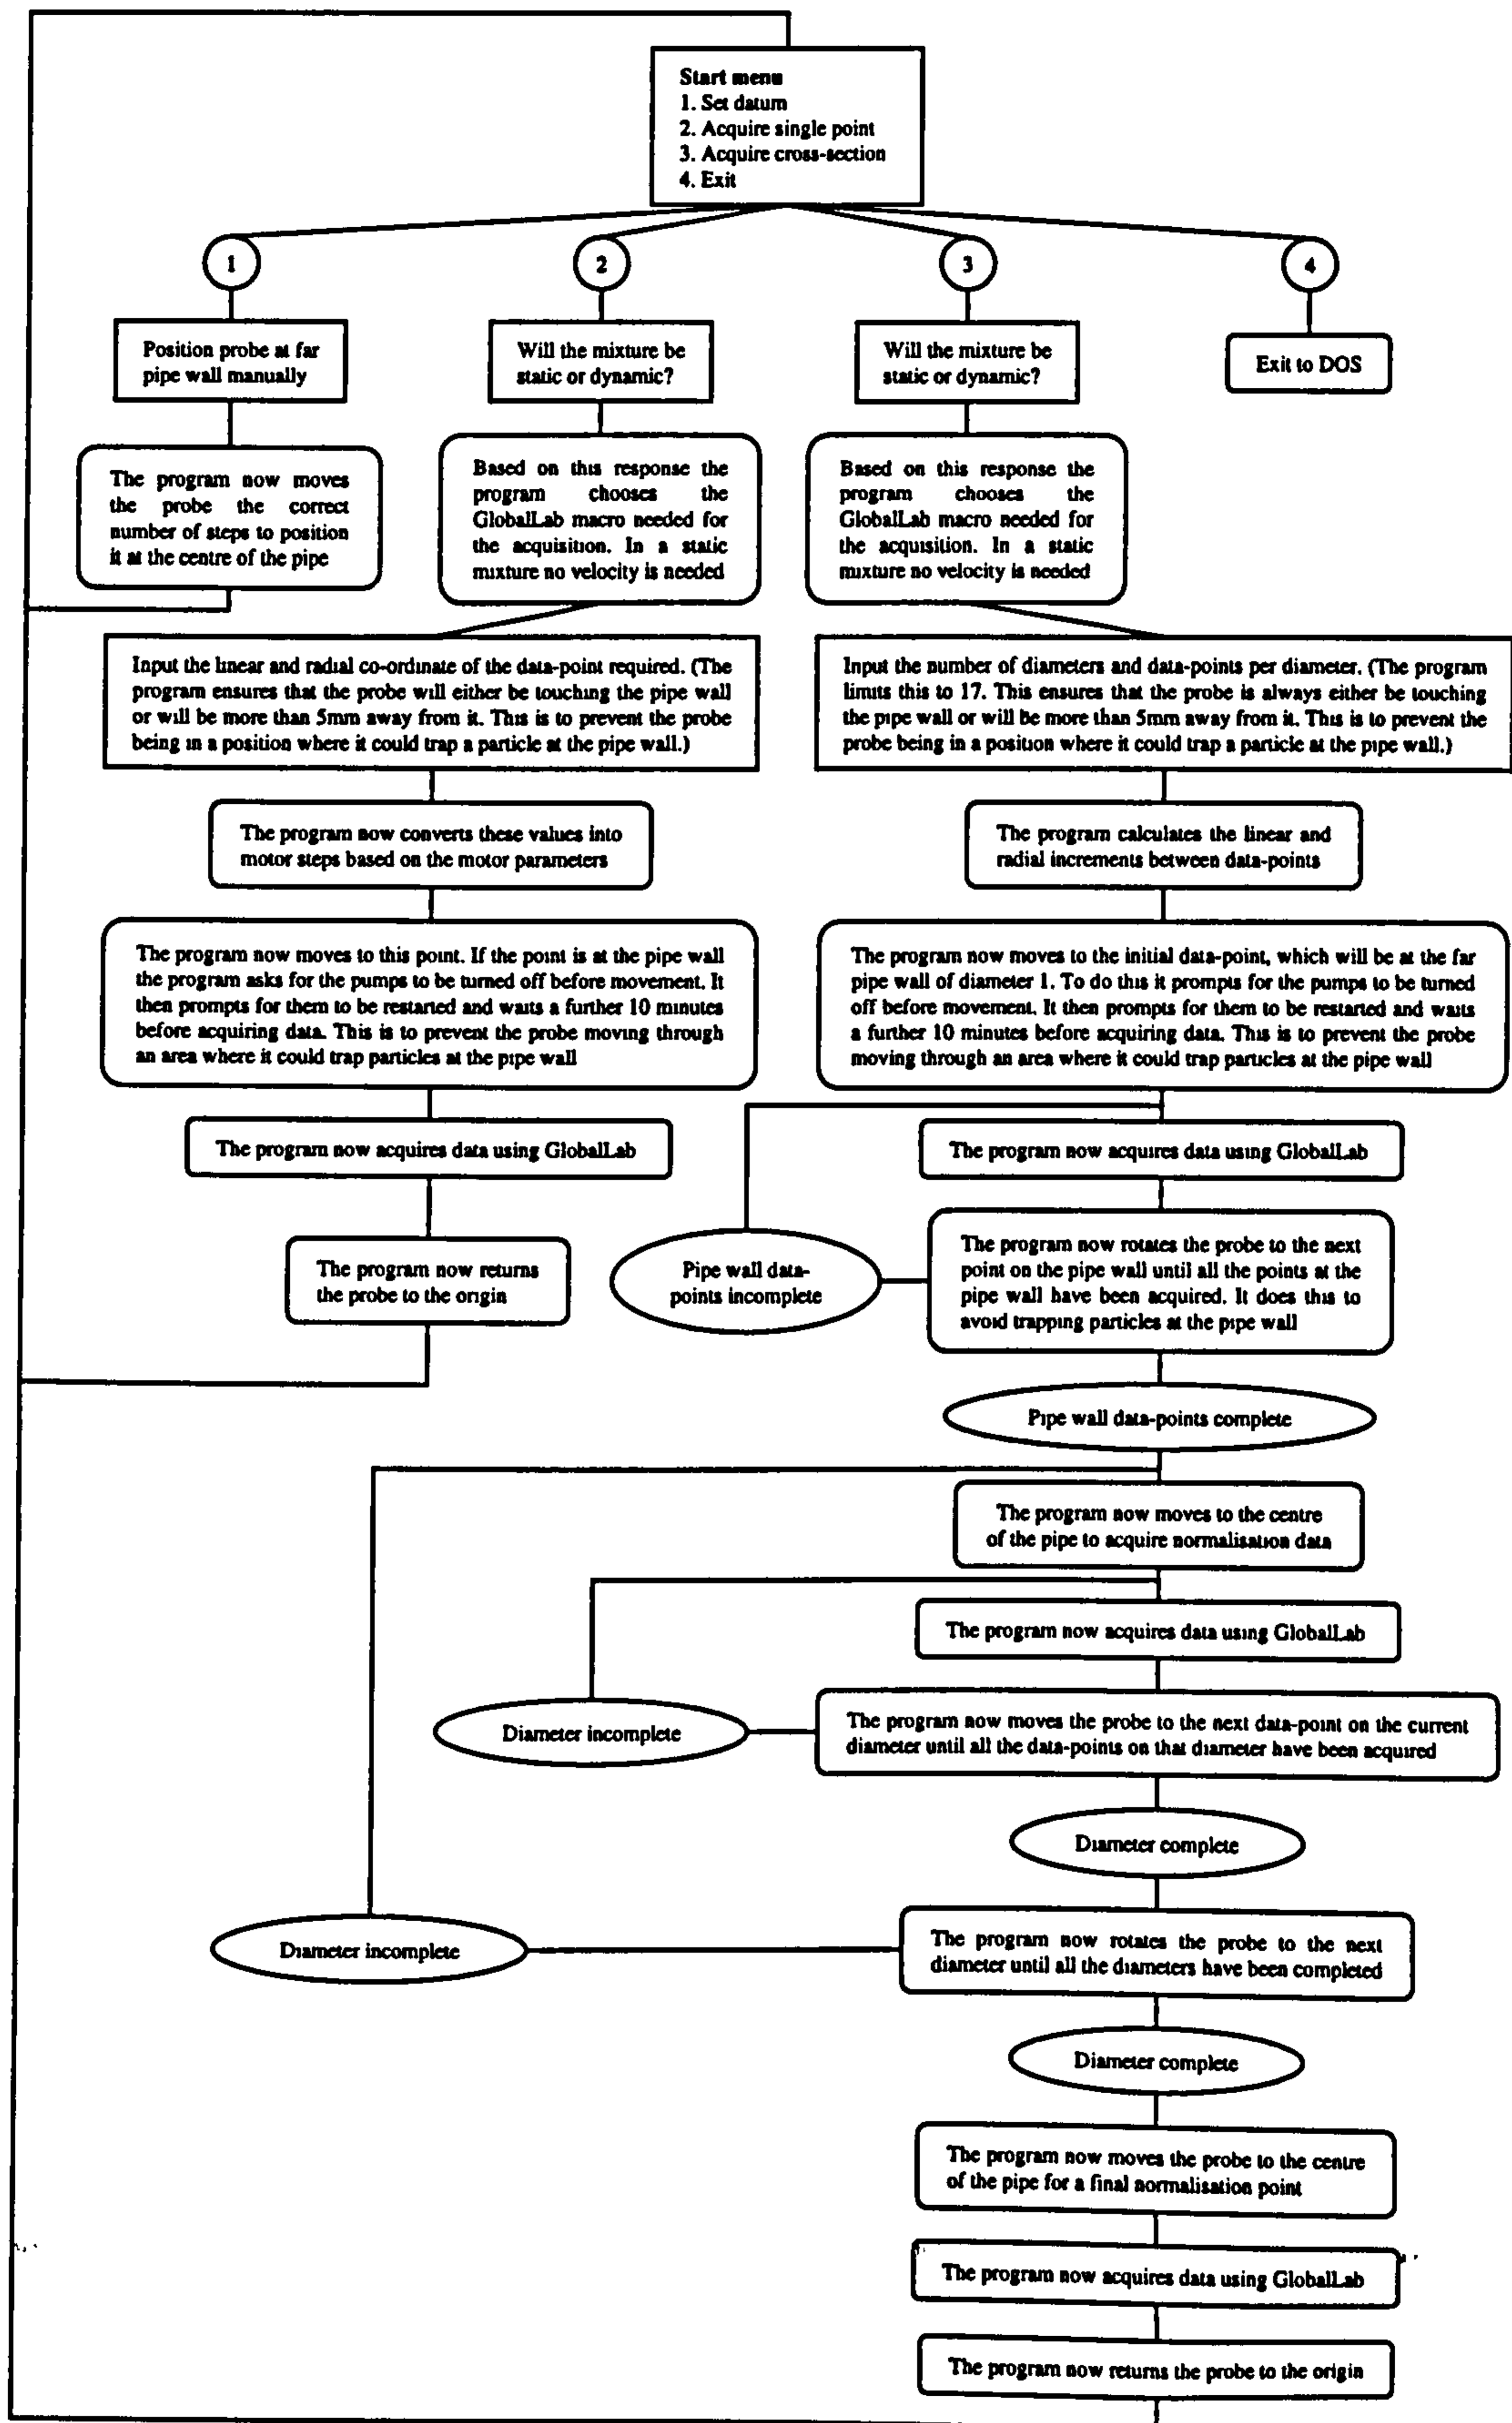 Start menu
1. Set datum
2. Acquire single point
3. Acquire cross-section
4. Exit
1
2
3
4
Position probe at far
pipe wall manually
Will the mixture be
static or dynamic?
Will the mixture be
static or dynamic?
Exit to DOS
The program now moves
the probe the correct
number of steps to position
it at the centre of the pipe
Based on this response the
program chooses the
GlobalLab macro needed for
the acquisition. In a static
mixture no velocity is needed
Based on this response the
program chooses the
GlobalLab macro needed for
the acquisition. In a static
mixture no velocity is needed
Input the linear and radial co-ordinate of the data-point required. (The
program ensures that the probe will either be touching the pipe wall
or will be more than 5mm away from it. This is to prevent the probe
being in a position where it could trap a particle at the pipe wall.)
Input the number of diameters and data-points per diameter. (The program
limits this to 17. This ensures that the probe is always either be touching
the pipe wall or will be more than 5mm away from it. This is to prevent the
probe being in a position where it could trap a particle at the pipe wall.)
The program now converts these values into
motor steps based on the motor parameters
The program calculates the linear and
radial increments between data-points
The program now moves to this point. If the point is at the pipe wall
the program asks for the pumps to be turned off before movement. It
then prompts for them to be restarted and waits a further 10 minutes
before acquiring data. This is to prevent the probe moving through
an area where it could trap particles at the pipe wall
The program now moves to the initial data-point, which will be at the far
pipe wall of diameter 1. To do this it prompts for the pumps to be turned
off before movement. It then prompts for them to be restarted and waits
a further 10 minutes before acquiring data. This is to prevent the probe
moving through an area where it could trap particles at the pipe wall
The program now acquires data using GlobalLab
The program now acquires data using GlobalLab
The program now returns
the probe to the origin
Pipe wall data-
points incomplete
The program now rotates the probe to the next
point on the pipe wall until all the points at the
pipe wall have been acquired. It does this to
avoid trapping particles at the pipe wall
Pipe wall data-points complete
The program now moves to the centre
of the pipe to acquire normalisation data
The program now acquires data using GlobalLab
Diameter incomplete
The program now moves the probe to the next data-point on the current
diameter until all the data-points on that diameter have been acquired
Diameter complete
Diameter incomplete
The program now rotates the probe to the next
diameter until all the diameters have been completed
Diameter complete
The program now moves the probe to the centre
of the pipe for a final normalisation point
The program now acquires data using GlobalLab
The program now returns the probe to the origin